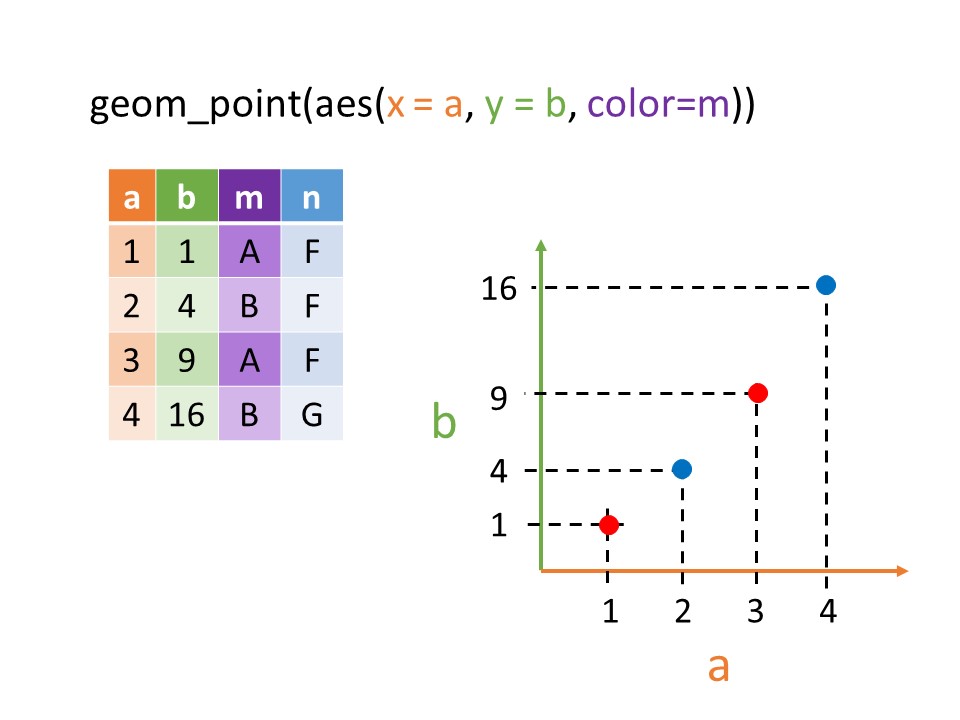 geom_point(aes(x = a, y = b, color=m))
a b m n
1 1 A F
2 4 B F
3 9 A F
4 16 B G
16
9
b
4
1
1 2 3 4
a